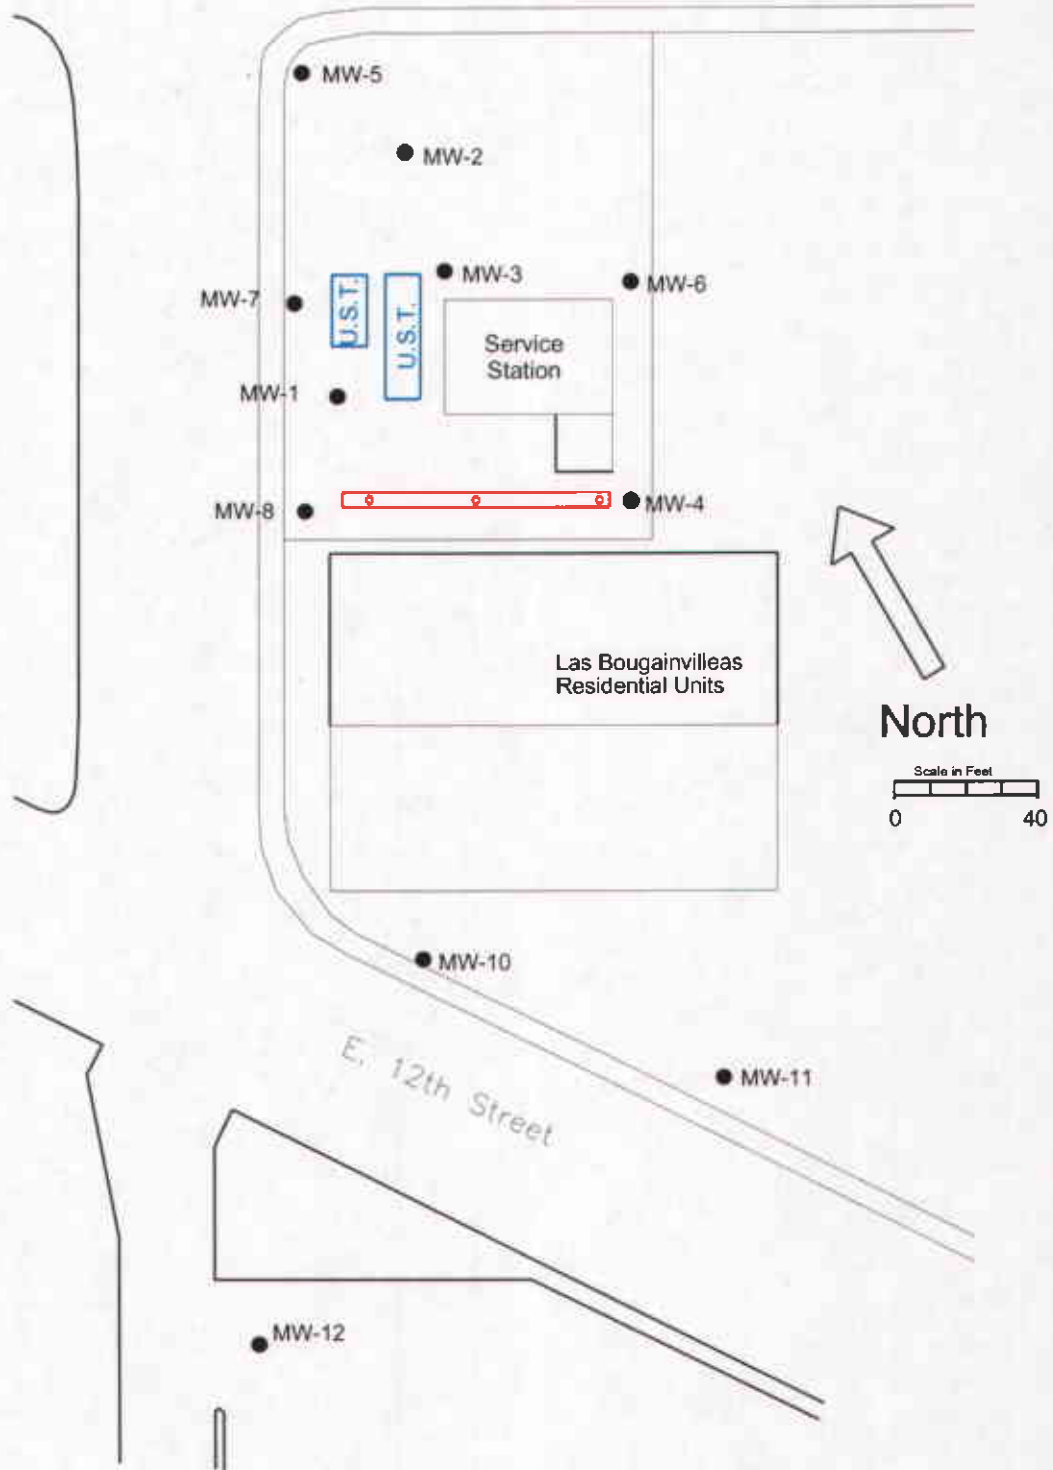 MW-5
MW-2
MW-3
MW-6
MW-7
U.S.T.
U.S.T.
Service
Station
MW-1
MW-8
MW-4
Las Bougainvilleas
Residential Units
North
Scale in Feet
0 40
MW-10
E. 12th Street
MW-11
MW-12